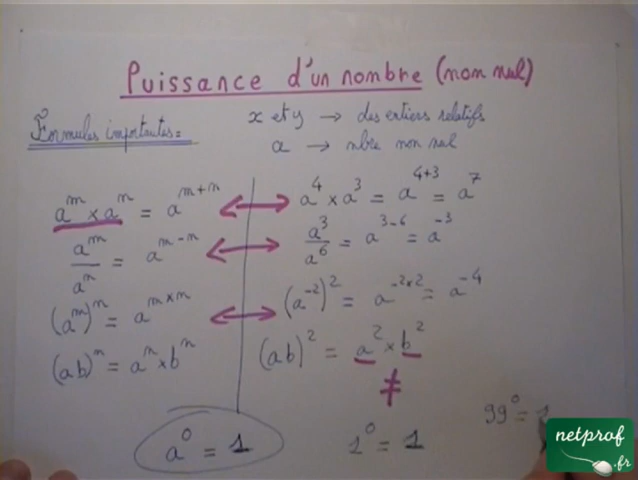 Puissance d'un nombre (non nul)
Formules importantes:
x et y → des entiers relatifs
a → nbre non nul
a^m × a^n = a^(m+n) ↔ a^4 × a^3 = a^(4+3) = a^7
a^m / a^n = a^(m-n) ↔ a^3 / a^6 = a^(3-6) = a^-3
(a^m)^n = a^(m×n) ↔ (a^-2)^2 = a^(-2×2) = a^-4
(ab)^n = a^n × b^n
(ab)^2 = a^2 × b^2
≠
a^0 = 1
1^0 = 1
99^0 = 1
netprof
.fr